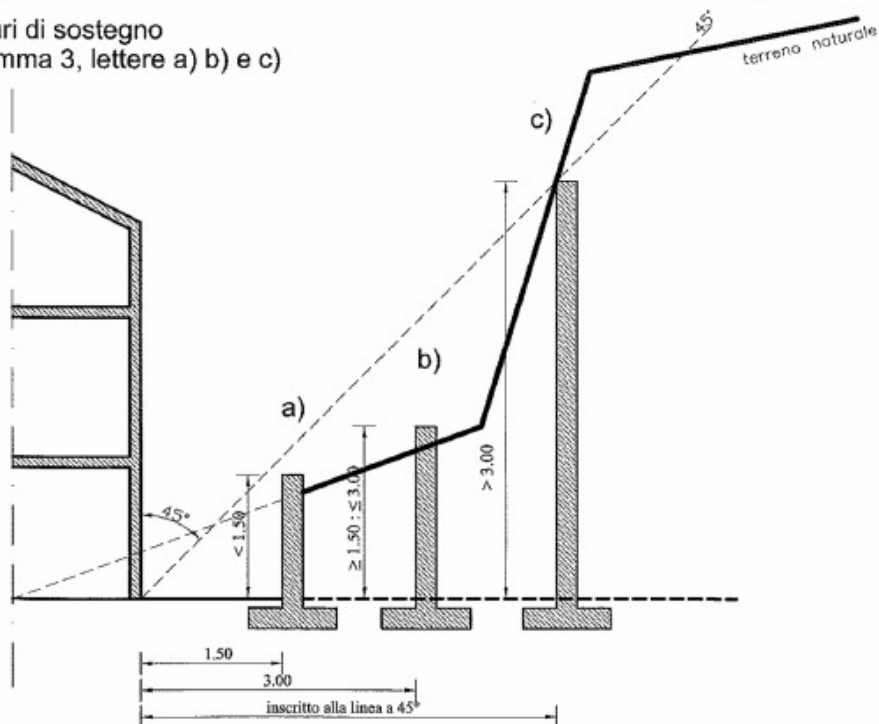 uri di sostegno
mma 3, lettere a) b) e c)
45°
terreno naturale
c)
b)
a)
45°
< 1.50
≥ 1.50 : ≤ 3.00
> 3.00
1.50
3.00
inscritto alla linea a 45°